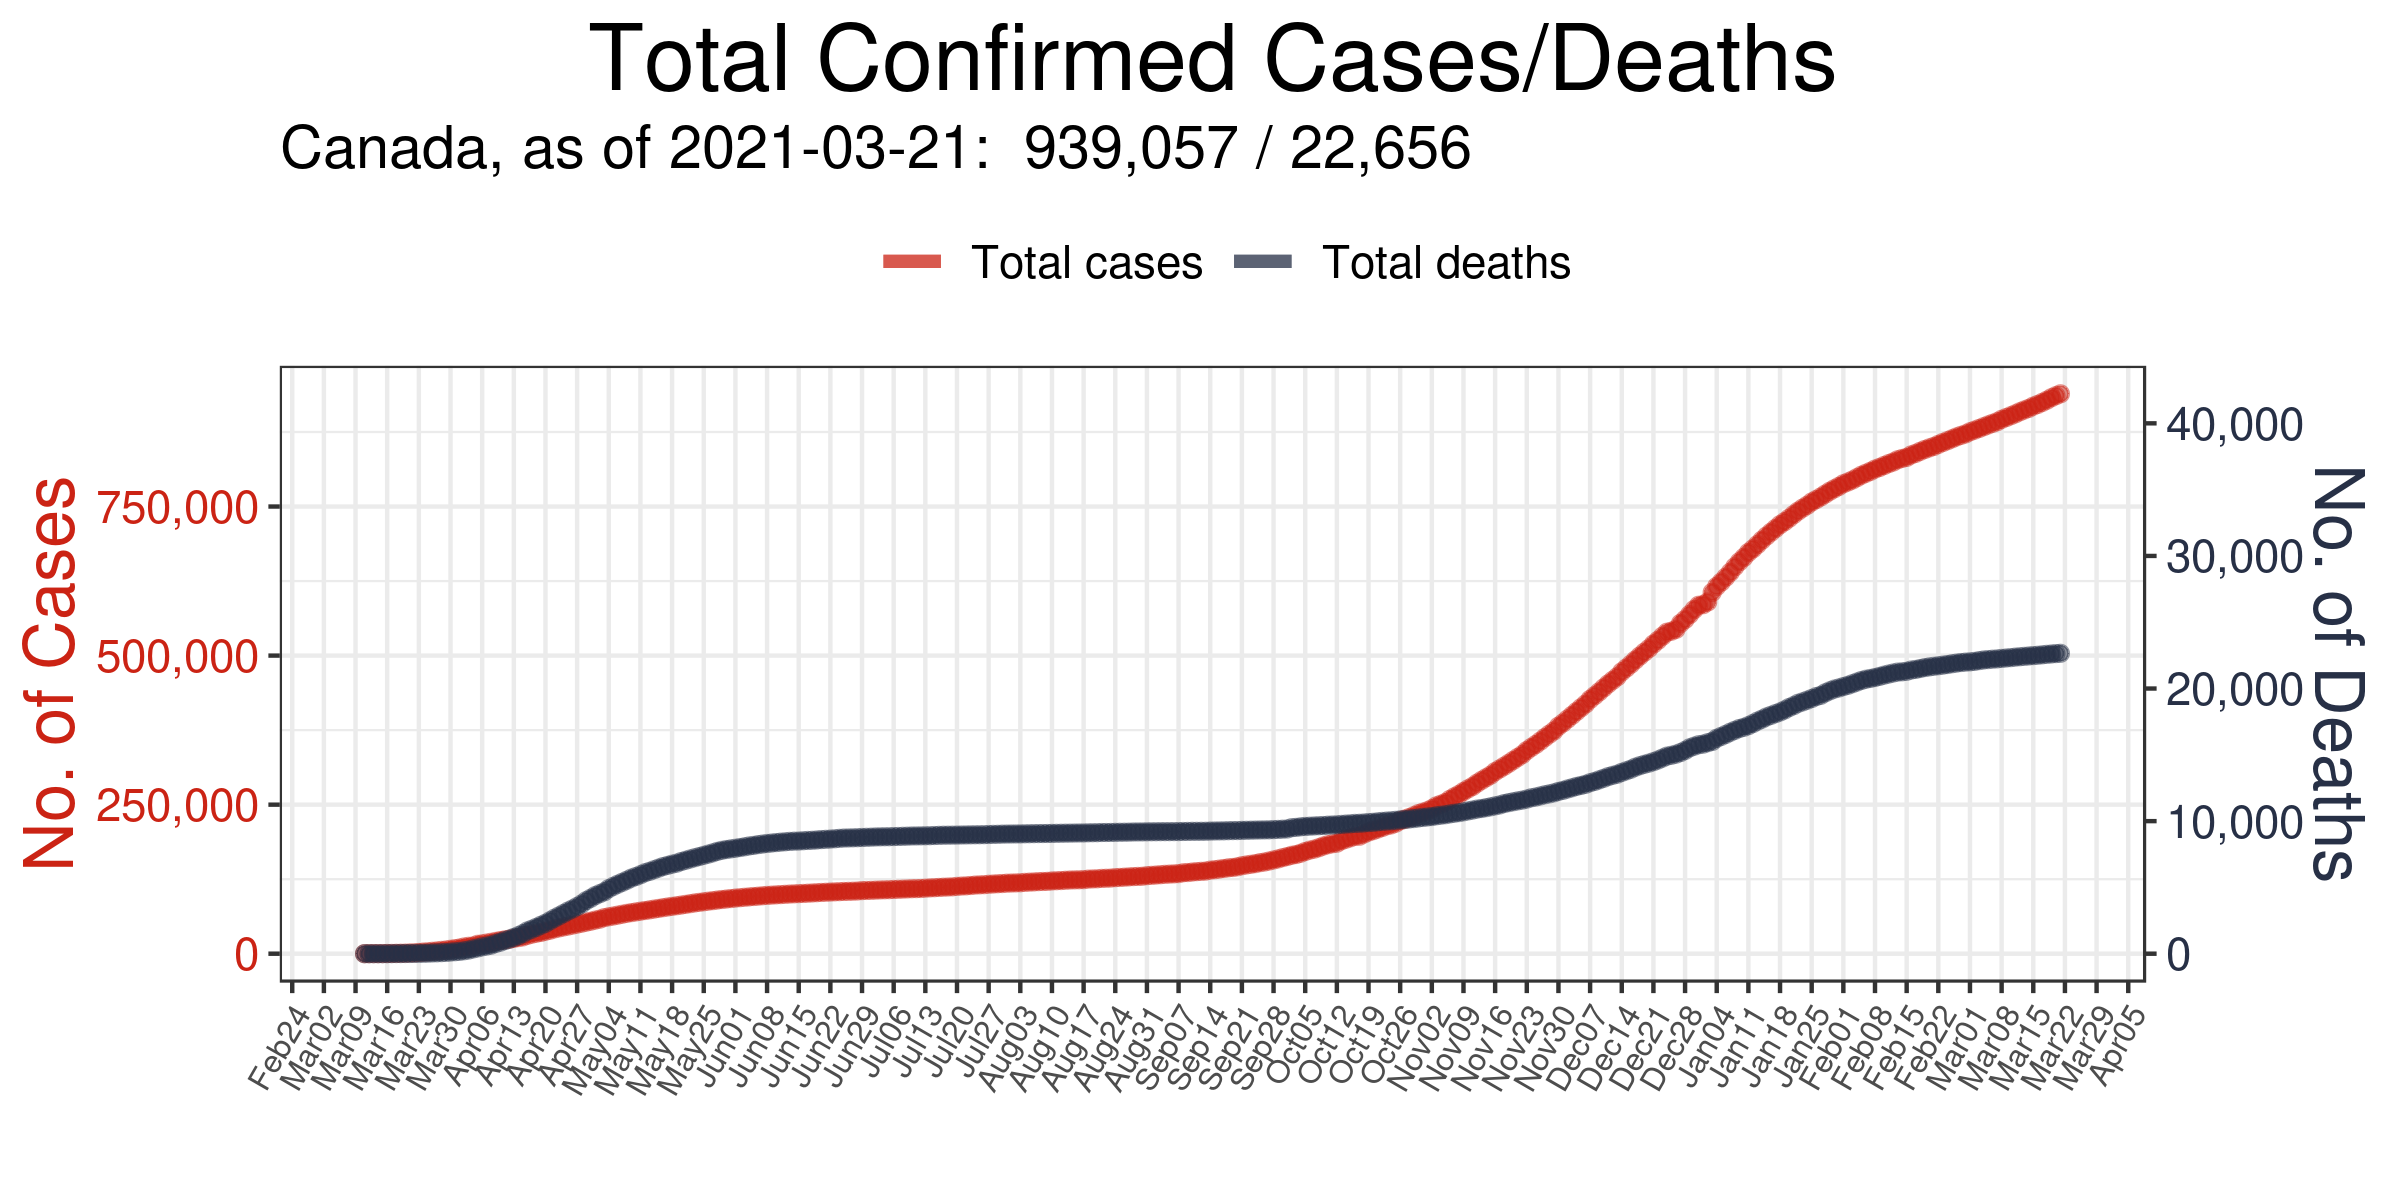 Total Confirmed Cases/Deaths
Canada, as of 2021-03-21:  939,057 / 22,656
Total cases
Total deaths
No. of Cases
750,000
500,000
250,000
0
40,000
30,000
20,000
10,000
0
No. of Deaths
Feb24
Mar02
Mar09
Mar16
Mar23
Mar30
Apr06
Apr13
Apr20
Apr27
May04
May11
May18
May25
Jun01
Jun08
Jun15
Jun22
Jun29
Jul06
Jul13
Jul20
Jul27
Aug03
Aug10
Aug17
Aug24
Aug31
Sep07
Sep14
Sep21
Sep28
Oct05
Oct12
Oct19
Oct26
Nov02
Nov09
Nov16
Nov23
Nov30
Dec07
Dec14
Dec21
Dec28
Jan04
Jan11
Jan18
Jan25
Feb01
Feb08
Feb15
Feb22
Mar01
Mar08
Mar15
Mar22
Mar29
Apr05